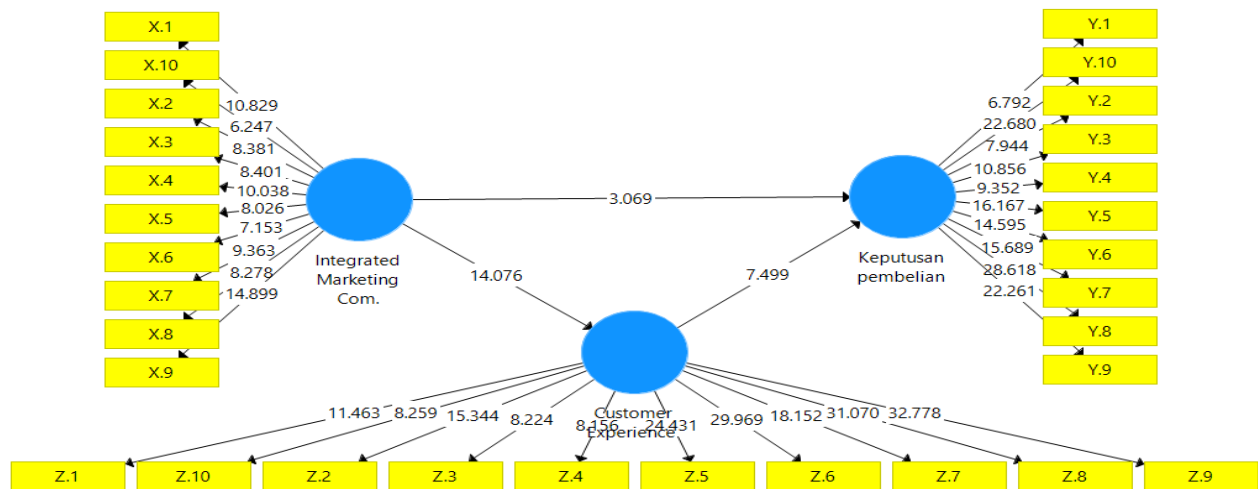 X.1
X.10
X.2
X.3
X.4
X.5
X.6
X.7
X.8
X.9
10.829
6.247
8.381
8.401
10.038
8.026
7.153
9.363
8.278
14.899
Integrated
Marketing
Com.
3.069
14.076
7.499
Keputusan
pembelian
6.792
22.680
7.944
10.856
9.352
16.167
14.595
15.689
28.618
22.261
Y.1
Y.10
Y.2
Y.3
Y.4
Y.5
Y.6
Y.7
Y.8
Y.9
Customer
Experience
11.463
8.259
15.344
8.224
8.156
24.431
29.969
18.152
31.070
32.778
Z.1
Z.10
Z.2
Z.3
Z.4
Z.5
Z.6
Z.7
Z.8
Z.9